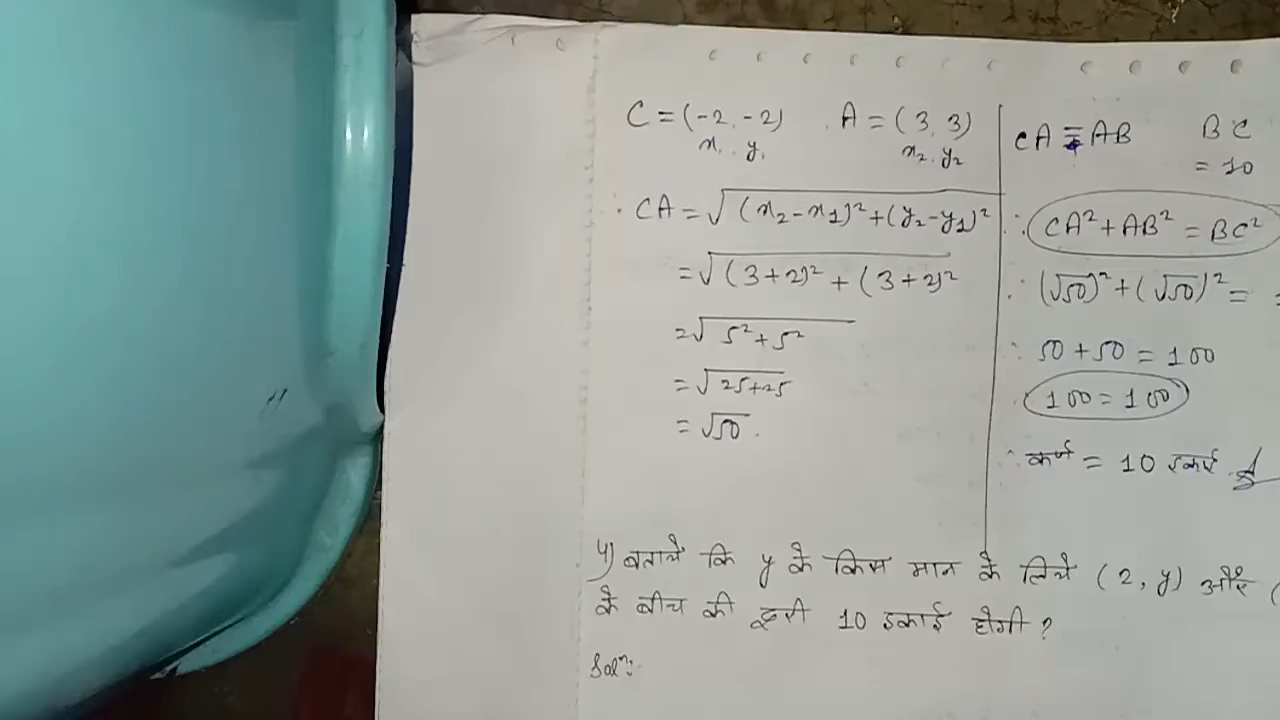 C = (-2, -2) A = (3, 3)
x₁ y₁ x₂, y₂
∴ CA = √(x₂-x₁)²+(y₂-y₁)²
= √(3+2)² + (3+2)²
= √5²+5²
= √25+25
= √50.
CA = AB BC
= 10
∴ CA²+AB² = BC²
∴ (√50)²+(√50)² =
∴ 50+50 = 100
100 = 100
∴ कर्ण = 10 इकाई
बताये कि y के किस मान के लिये (2, y) और (
के बीच की दूरी 10 इकाई होगी?
Solⁿ: